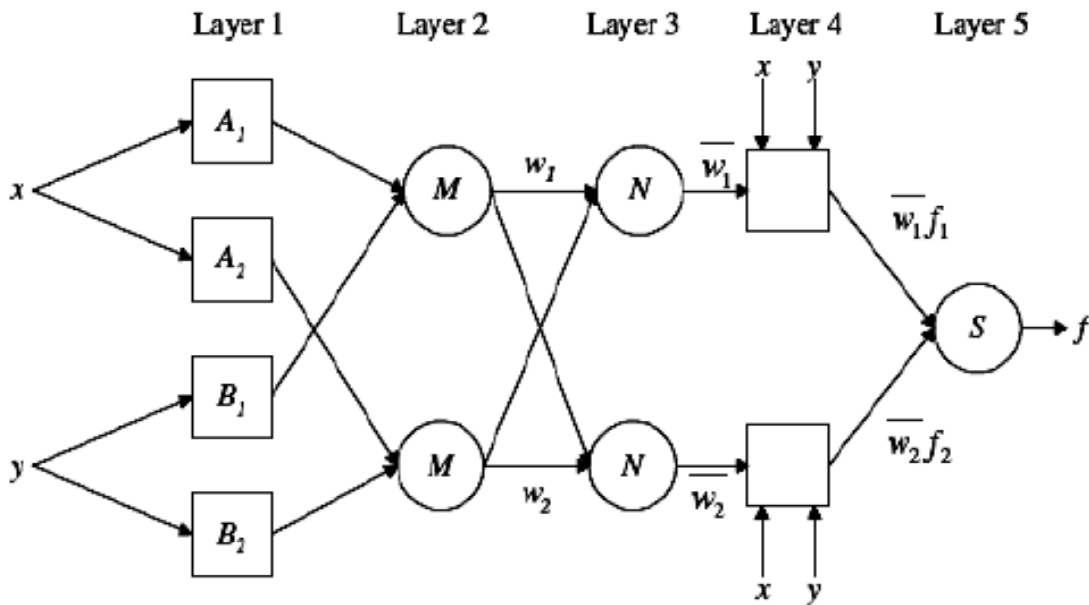 Layer 1 Layer 2 Layer 3 Layer 4 Layer 5
x y
A₁
M w₁ N w̅₁
x
w̅₁f₁
A₂
S f
B₁
w̅₂f₂
y
M w₂ N w̅₂
B₂
x y